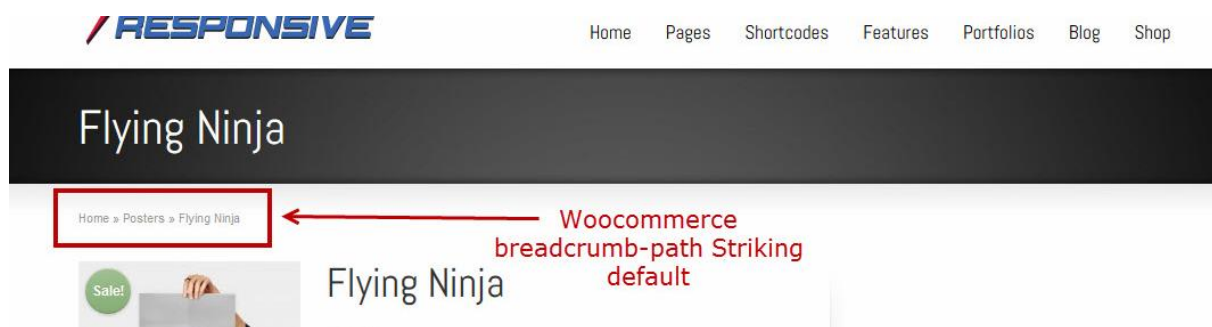 RESPONSIVE
Home Pages Shortcodes Features Portfolios Blog Shop
Flying Ninja
Home » Posters » Flying Ninja
Woocommerce
breadcrumb-path Striking
default
Sale!
Flying Ninja